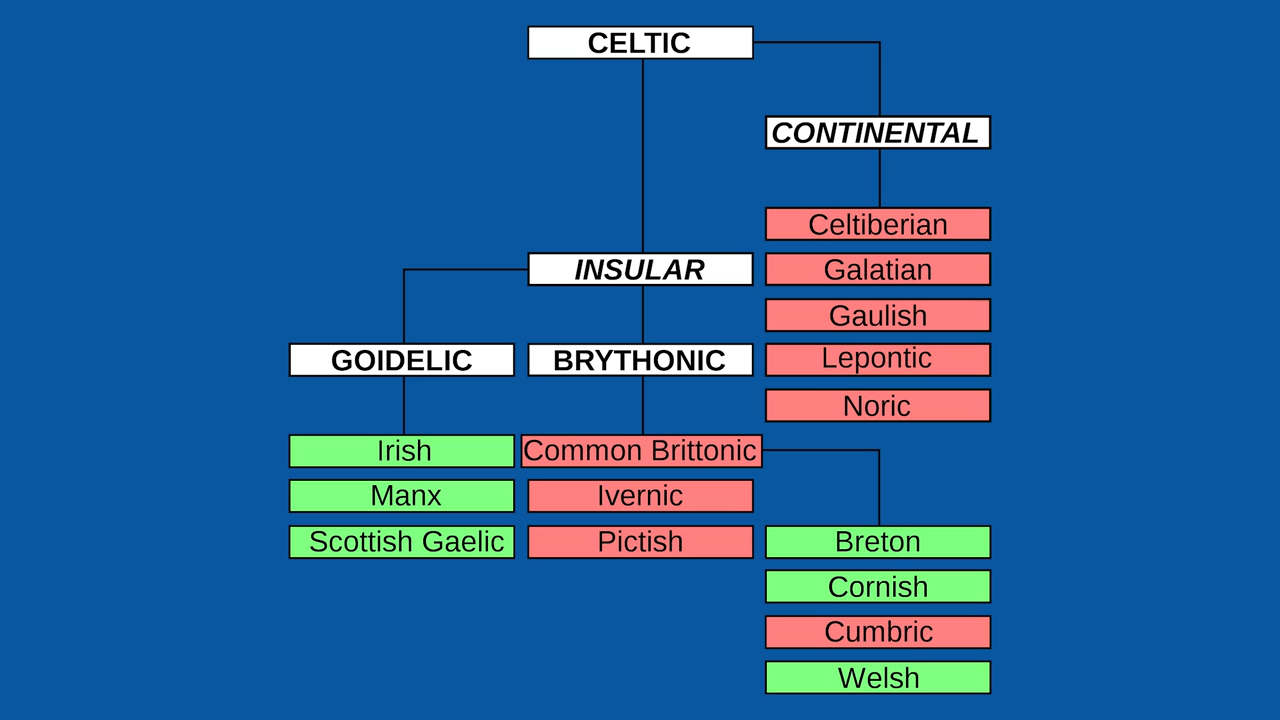 CELTIC
CONTINENTAL
Celtiberian
Galatian
Gaulish
Lepontic
Noric
INSULAR
GOIDELIC
BRYTHONIC
Irish
Manx
Scottish Gaelic
Common Brittonic
Ivernic
Pictish
Breton
Cornish
Cumbric
Welsh